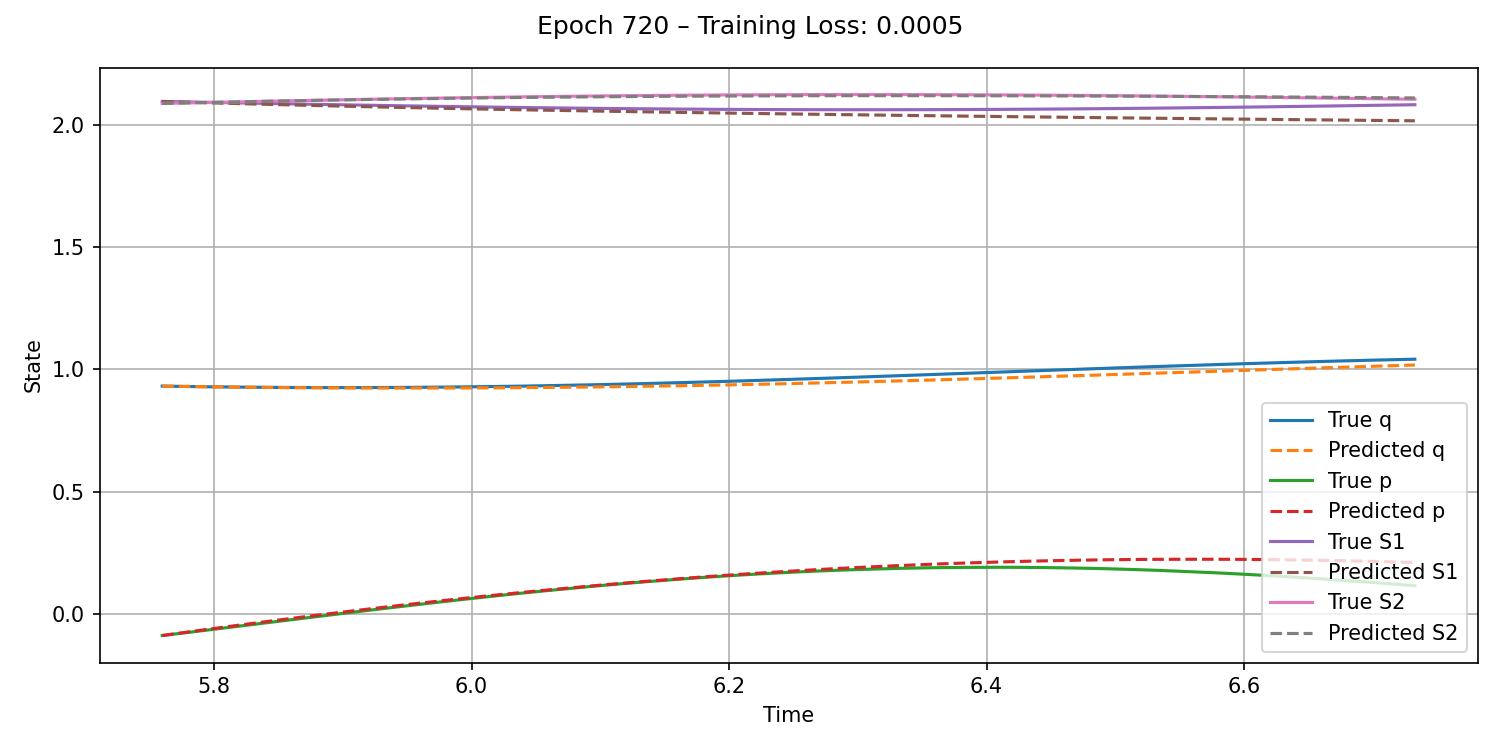 Epoch 720 – Training Loss: 0.0005
State
2.0
1.5
1.0
0.5
0.0
True q
Predicted q
True p
Predicted p
True S1
Predicted S1
True S2
Predicted S2
5.8 6.0 6.2 6.4 6.6
Time